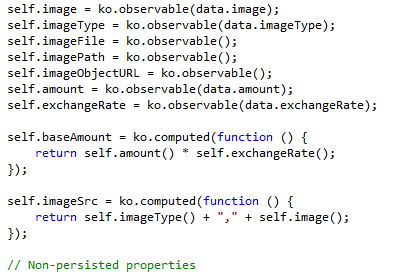 self.image = ko.observable(data.image);
self.imageType = ko.observable(data.imageType);
self.imageFile = ko.observable();
self.imagePath = ko.observable();
self.imageObjectURL = ko.observable();
self.amount = ko.observable(data.amount);
self.exchangeRate = ko.observable(data.exchangeRate);

self.baseAmount = ko.computed(function () {
    return self.amount() * self.exchangeRate();
});

self.imageSrc = ko.computed(function () {
    return self.imageType() + "," + self.image();
});

// Non-persisted properties